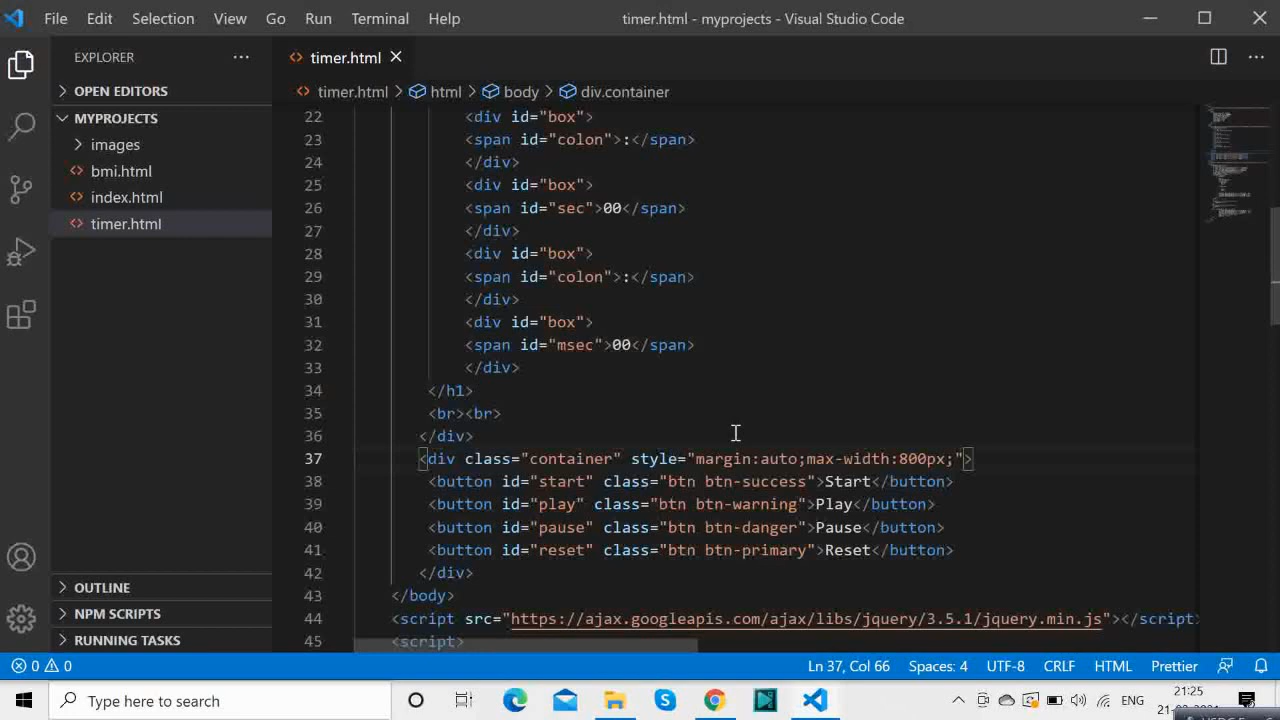 File Edit Selection View Go Run Terminal Help
timer.html - myprojects - Visual Studio Code
EXPLORER
OPEN EDITORS
MYPROJECTS
images
bmi.html
index.html
timer.html
OUTLINE
NPM SCRIPTS
RUNNING TASKS
timer.html
timer.html > html > body > div.container
22 <div id="box">
23 <span id="colon">:</span>
24 </div>
25 <div id="box">
26 <span id="sec">00</span>
27 </div>
28 <div id="box">
29 <span id="colon">:</span>
30 </div>
31 <div id="box">
32 <span id="msec">00</span>
33 </div>
34 </h1>
35 <br><br>
36 </div>
37 <div class="container" style="margin:auto;max-width:800px;">
38 <button id="start" class="btn btn-success">Start</button>
39 <button id="play" class="btn btn-warning">Play</button>
40 <button id="pause" class="btn btn-danger">Pause</button>
41 <button id="reset" class="btn btn-primary">Reset</button>
42 </div>
43 </body>
44 <script src="https://ajax.googleapis.com/ajax/libs/jquery/3.5.1/jquery.min.js"></script>
45 <script>
0 0 Ln 37, Col 66 Spaces: 4 UTF-8 CRLF HTML Prettier
Type here to search
ENG
21:25